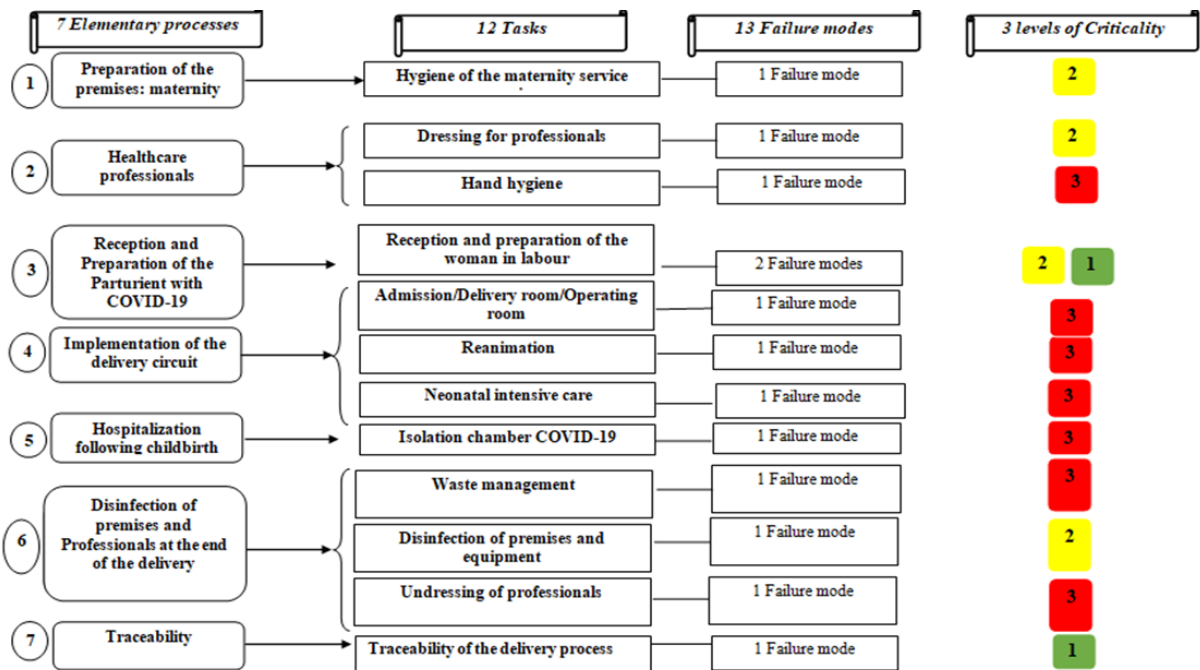 7 Elementary processes
12 Tasks
13 Failure modes
3 levels of Criticality
1
Preparation of the
premises: maternity
Hygiene of the maternity service
1 Failure mode
2
2
Healthcare
professionals
Dressing for professionals
1 Failure mode
2
Hand hygiene
1 Failure mode
3
3
Reception and
Preparation of the
Parturient with
COVID-19
Reception and preparation of the
woman in labour
2 Failure modes
2
1
4
Implementation of the
delivery circuit
Admission/Delivery room/Operating
room
1 Failure mode
3
Reanimation
1 Failure mode
3
Neonatal intensive care
1 Failure mode
3
5
Hospitalization
following childbirth
Isolation chamber COVID-19
1 Failure mode
3
6
Disinfection of
premises and
Professionals at the end
of the delivery
Waste management
1 Failure mode
3
Disinfection of premises and
equipment
1 Failure mode
2
Undressing of professionals
1 Failure mode
3
7
Traceability
Traceability of the delivery process
1 Failure mode
1